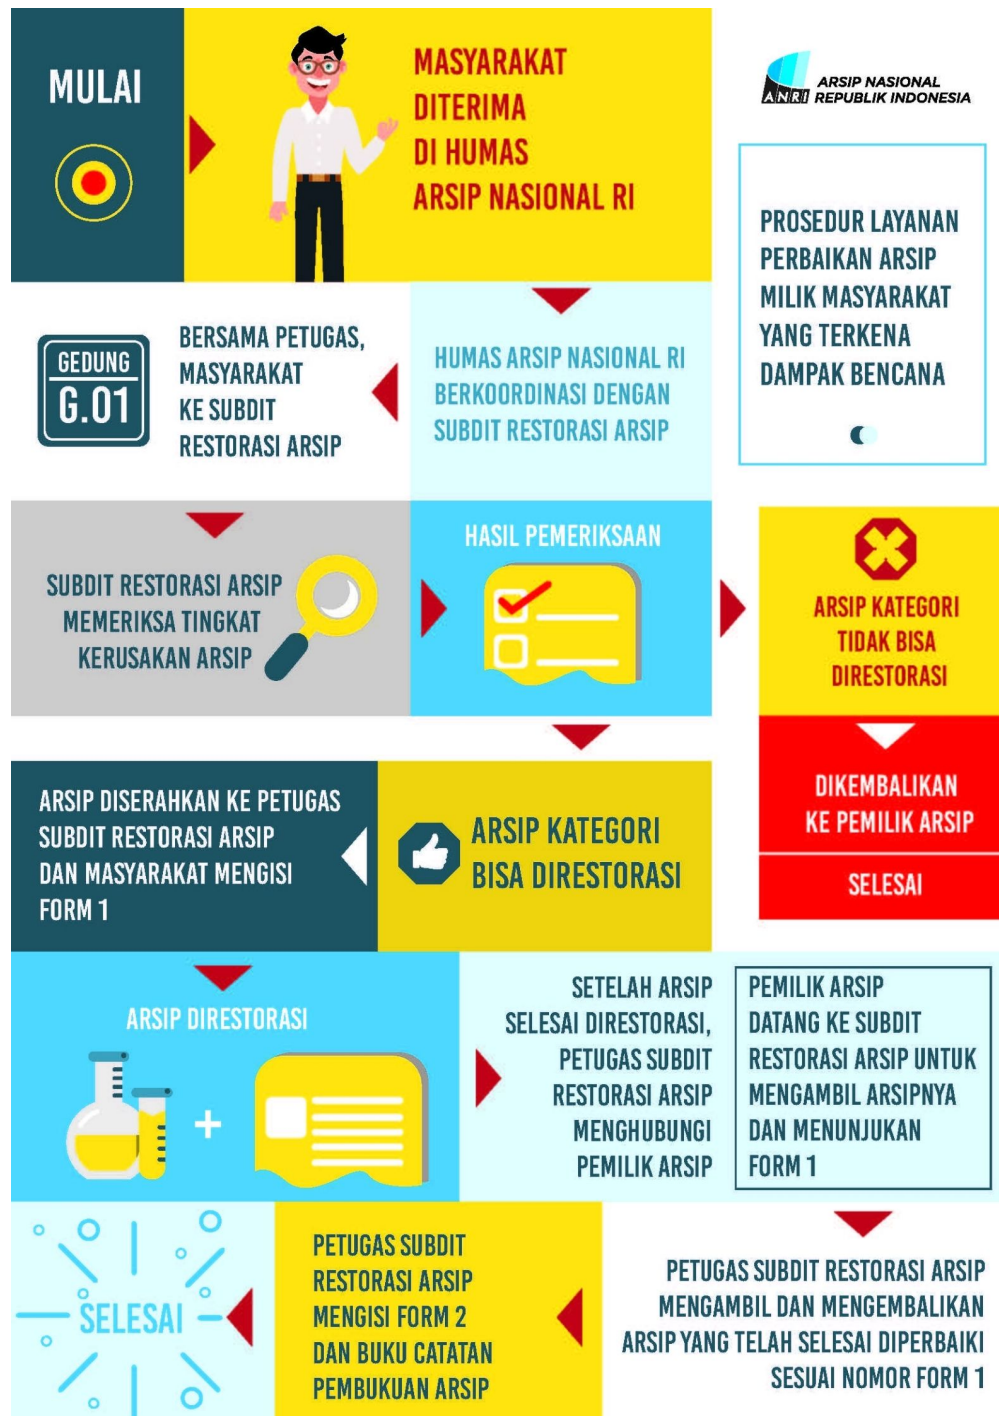 MULAI
MASYARAKAT
DITERIMA
DI HUMAS
ARSIP NASIONAL RI
ARSIP NASIONAL
ANRI REPUBLIK INDONESIA
PROSEDUR LAYANAN
PERBAIKAN ARSIP
MILIK MASYARAKAT
YANG TERKENA
DAMPAK BENCANA
HUMAS ARSIP NASIONAL RI
BERKOORDINASI DENGAN
SUBDIT RESTORASI ARSIP
GEDUNG
G.01
BERSAMA PETUGAS,
MASYARAKAT
KE SUBDIT
RESTORASI ARSIP
SUBDIT RESTORASI ARSIP
MEMERIKSA TINGKAT
KERUSAKAN ARSIP
HASIL PEMERIKSAAN
ARSIP KATEGORI
TIDAK BISA
DIRESTORASI
DIKEMBALIKAN
KE PEMILIK ARSIP
SELESAI
ARSIP KATEGORI
BISA DIRESTORASI
ARSIP DISERAHKAN KE PETUGAS
SUBDIT RESTORASI ARSIP
DAN MASYARAKAT MENGISI
FORM 1
ARSIP DIRESTORASI
SETELAH ARSIP
SELESAI DIRESTORASI,
PETUGAS SUBDIT
RESTORASI ARSIP
MENGHUBUNGI
PEMILIK ARSIP
PEMILIK ARSIP
DATANG KE SUBDIT
RESTORASI ARSIP UNTUK
MENGAMBIL ARSIPNYA
DAN MENUNJUKAN
FORM 1
PETUGAS SUBDIT RESTORASI ARSIP
MENGAMBIL DAN MENGEMBALIKAN
ARSIP YANG TELAH SELESAI DIPERBAIKI
SESUAI NOMOR FORM 1
PETUGAS SUBDIT
RESTORASI ARSIP
MENGISI FORM 2
DAN BUKU CATATAN
PEMBUKUAN ARSIP
SELESAI